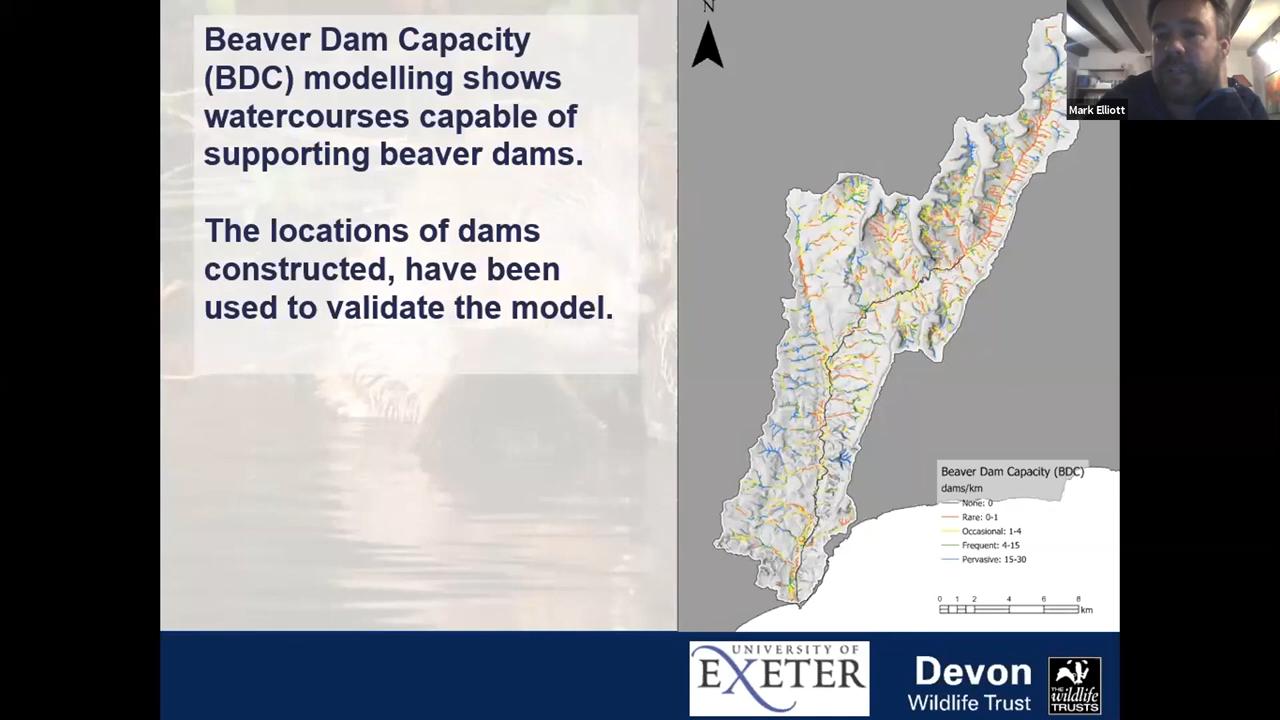 Beaver Dam Capacity
(BDC) modelling shows
watercourses capable of
supporting beaver dams.
The locations of dams
constructed, have been
used to validate the model.
N
Mark Elliott
Beaver Dam Capacity (BDC)
dams/km
None: 0
Rare: 0-1
Occasional: 1-4
Frequent: 4-15
Pervasive: 15-30
0 1 2 4 6 8
km
UNIVERSITY OF
EXETER
Devon
Wildlife Trust
THE
wildlife
TRUSTS